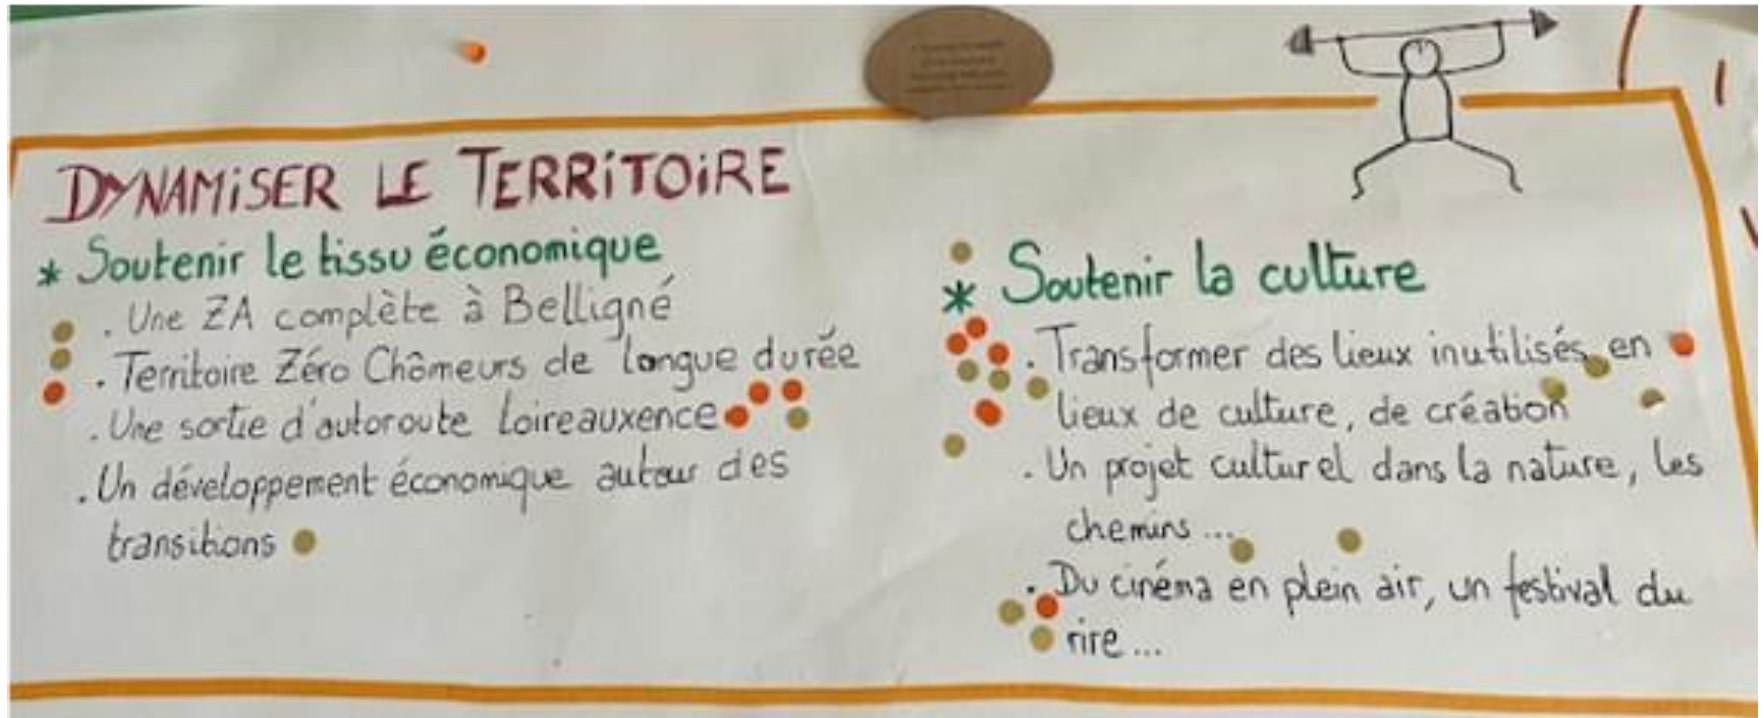 DYNAMiSER LE TERRiTOiRE
* Soutenir le tissu économique
. Une ZA complète à Belligné
. Territoire Zéro Chômeurs de longue durée
. Une sortie d'autoroute Loireauxence
. Un développement économique autour des
transitions
* Soutenir la culture
. Transformer des lieux inutilisés en
lieux de culture, de création
. Un projet culturel dans la nature, les
chemins ...
. Du cinéma en plein air, un festival du
rire ...